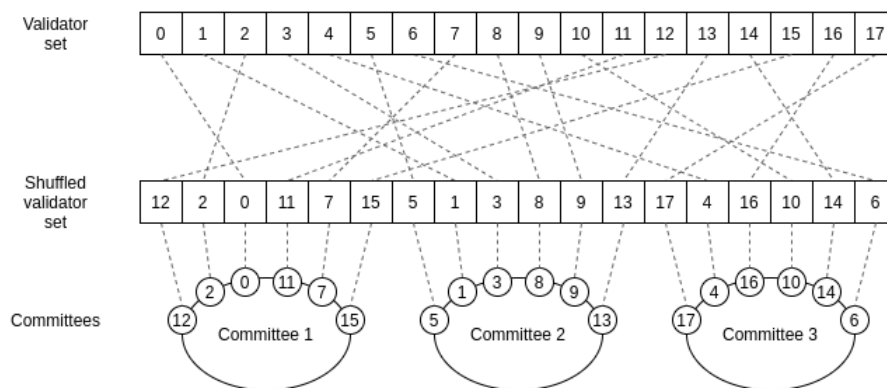 Validator
set
0 1 2 3 4 5 6 7 8 9 10 11 12 13 14 15 16 17
Shuffled
validator
set
12 2 0 11 7 15 5 1 3 8 9 13 17 4 16 10 14 6
Committees
12 2 0 11 7 15
Committee 1
5 1 3 8 9 13
Committee 2
17 4 16 10 14 6
Committee 3